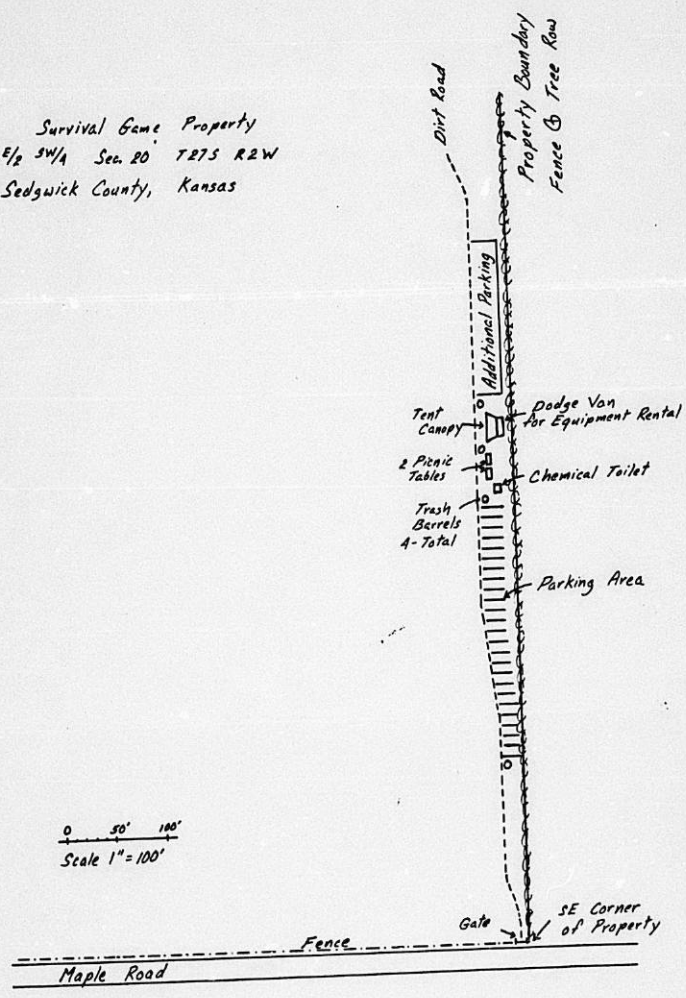 Survival Game Property
E/2 SW/4 Sec. 20 T27S R2W
Sedgwick County, Kansas
Dirt Road
Property Boundary
Fence & Tree Row
Additional Parking
Tent
Canopy
Dodge Van
for Equipment Rental
2 Picnic
Tables
Chemical Toilet
Trash
Barrels
4-Total
Parking Area
0 50' 100'
Scale 1"=100'
Gate
SE Corner
of Property
Fence
Maple Road